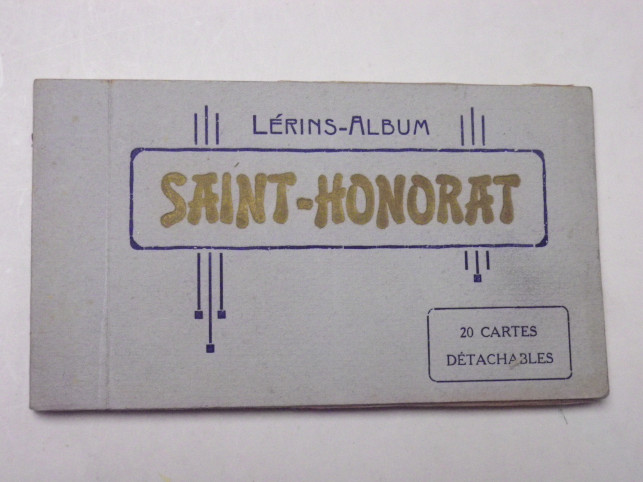 LÉRINS-ALBUM
SAINT-HONORAT
20 CARTES
DÉTACHABLES